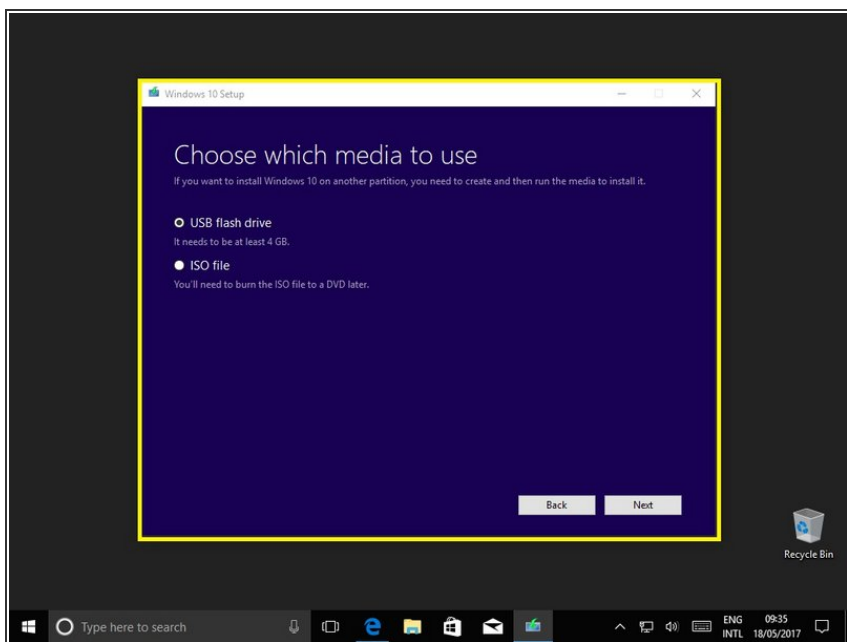 Windows 10 Setup
Choose which media to use
If you want to install Windows 10 on another partition, you need to create and then run the media to install it.
USB flash drive
It needs to be at least 4 GB.
ISO file
You'll need to burn the ISO file to a DVD later.
Back Next
Recycle Bin
Type here to search
ENG 09:35
INTL 18/05/2017